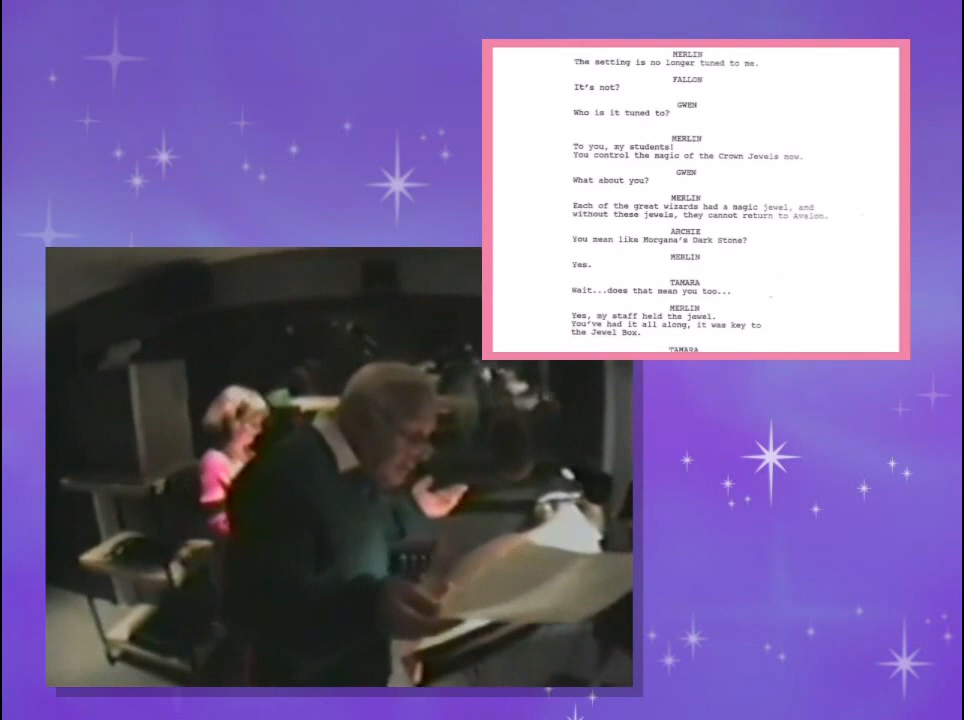 MERLIN
The setting is no longer tuned to me.
FALLON
It's not?
GWEN
Who is it tuned to?
MERLIN
To you, my students!
You control the magic of the Crown Jewels now.
GWEN
What about you?
MERLIN
Each of the great wizards had a magic jewel, and
without these jewels, they cannot return to Avalon.
ARCHIE
You mean like Morgana's Dark Stone?
MERLIN
Yes.
TAMARA
Wait...does that mean you too...
MERLIN
Yes, my staff held the jewel.
You've had it all along, it was key to
the Jewel Box.
TAMARA